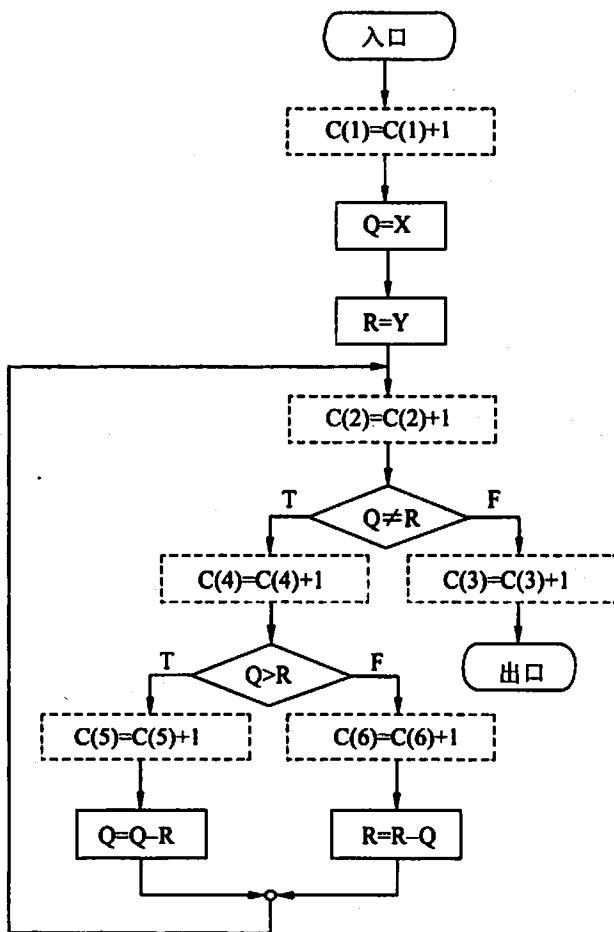 入口
C(1)=C(1)+1
Q=X
R=Y
C(2)=C(2)+1
T
Q≠R
F
C(4)=C(4)+1
C(3)=C(3)+1
T
Q>R
F
出口
C(5)=C(5)+1
C(6)=C(6)+1
Q=Q–R
R=R–Q